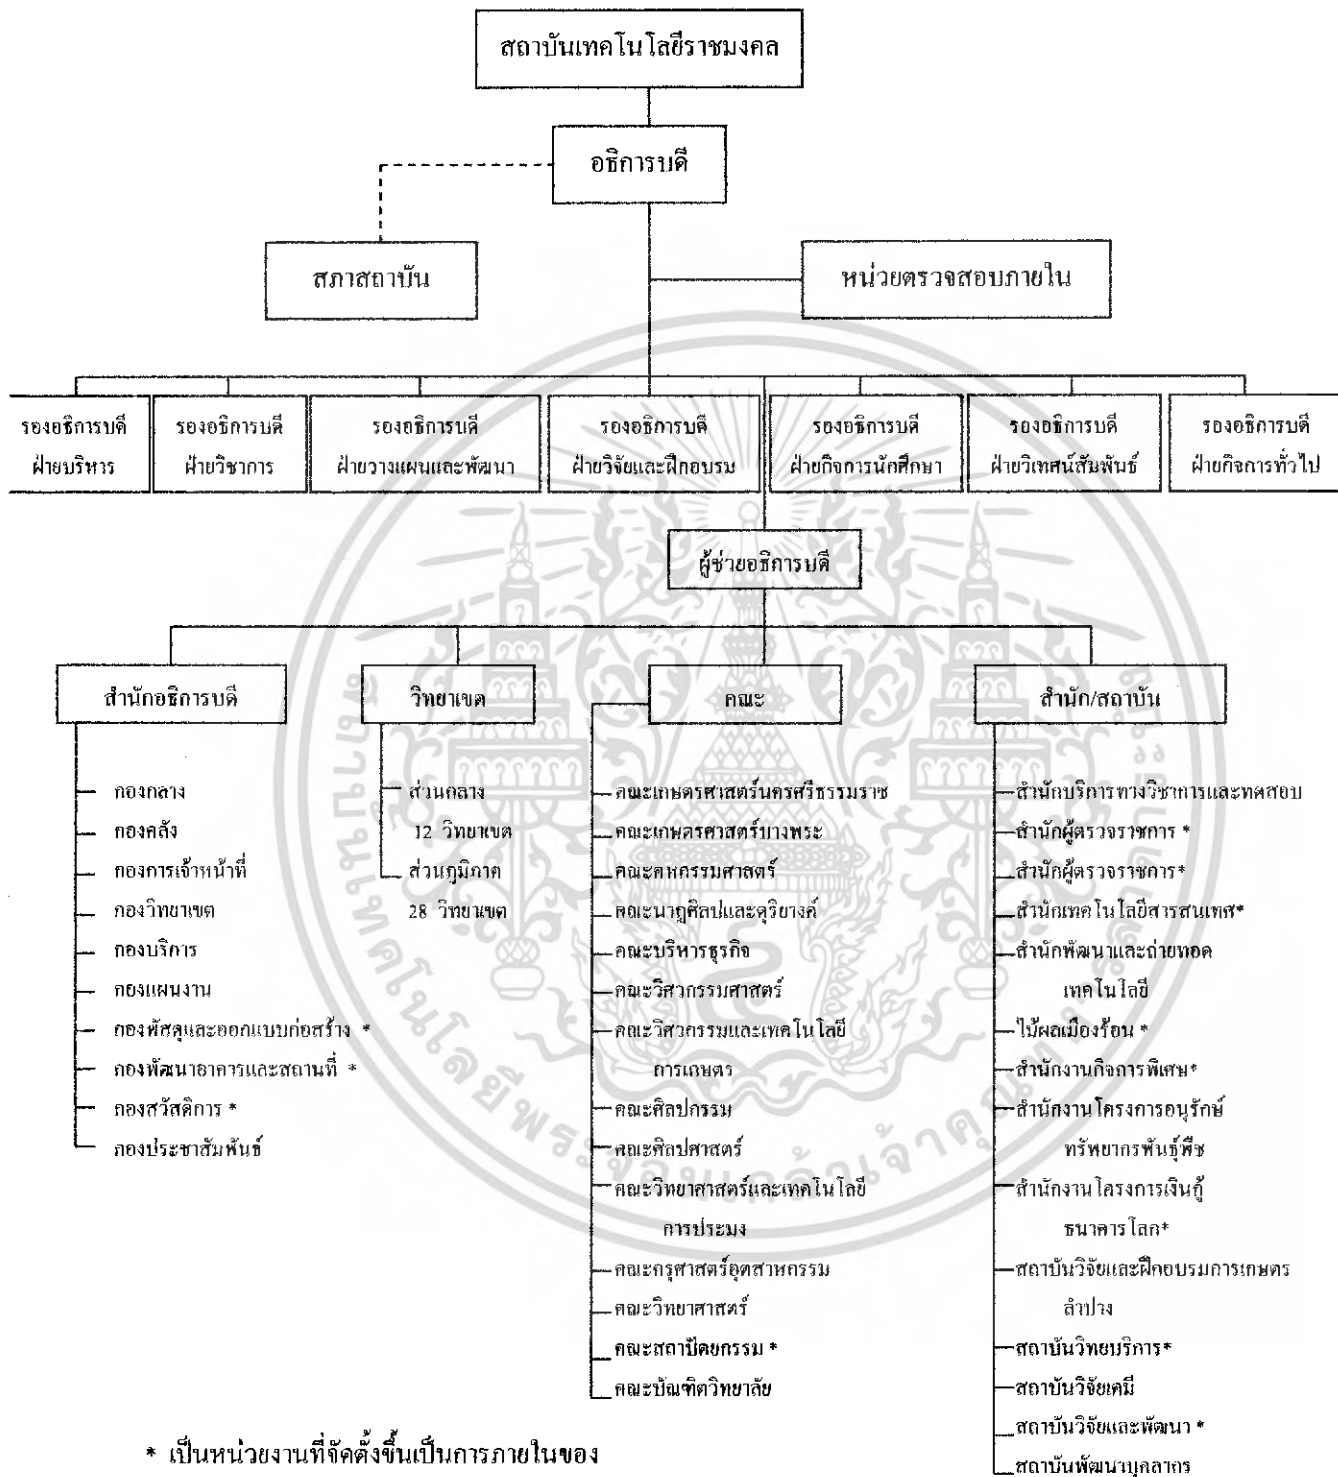 สถาบันเทคโนโลยีราชมงคล
อธิการบดี
สภาสถาบัน
หน่วยตรวจสอบภายใน
รองอธิการบดี
ฝ่ายบริหาร
รองอธิการบดี
ฝ่ายวิชาการ
รองอธิการบดี
ฝ่ายวางแผนและพัฒนา
รองอธิการบดี
ฝ่ายวิจัยและฝึกอบรม
รองอธิการบดี
ฝ่ายกิจการนักศึกษา
รองอธิการบดี
ฝ่ายวิเทศน์สัมพันธ์
รองอธิการบดี
ฝ่ายกิจการทั่วไป
ผู้ช่วยอธิการบดี
สำนักอธิการบดี
กองกลาง
กองคลัง
กองการเจ้าหน้าที่
กองวิทยาเขต
กองบริการ
กองแผนงาน
กองพัสดุและออกแบบก่อสร้าง *
กองพัฒนาอาคารและสถานที่ *
กองสวัสดิการ *
กองประชาสัมพันธ์
วิทยาเขต
ส่วนกลาง
12 วิทยาเขต
ส่วนภูมิภาค
28 วิทยาเขต
คณะ
คณะเกษตรศาสตร์นครศรีธรรมราช
คณะเกษตรศาสตร์บางพระ
คณะคหกรรมศาสตร์
คณะนาฏศิลปและดุริยางค์
คณะบริหารธุรกิจ
คณะวิศวกรรมศาสตร์
คณะวิศวกรรมและเทคโนโลยี
การเกษตร
คณะศิลปกรรม
คณะศิลปศาสตร์
คณะวิทยาศาสตร์และเทคโนโลยี
การประมง
คณะครุศาสตร์อุตสาหกรรม
คณะวิทยาศาสตร์
คณะสถาปัตยกรรม *
คณะบัณฑิตวิทยาลัย
สำนัก/สถาบัน
สำนักบริการทางวิชาการและทดสอบ
สำนักผู้ตรวจราชการ *
สำนักผู้ตรวจราชการ*
สำนักเทคโนโลยีสารสนเทศ*
สำนักพัฒนาและถ่ายทอด
เทคโนโลยี
ไม้ผลเมืองร้อน *
สำนักงานกิจการพิเศษ*
สำนักงานโครงการอนุรักษ์
ทรัพยากรพันธุ์พืช
สำนักงานโครงการเงินกู้
ธนาคารโลก*
สถาบันวิจัยและฝึกอบรมการเกษตร
ลำปาง
สถาบันวิทยบริการ*
สถาบันวิจัยเคมี
สถาบันวิจัยและพัฒนา *
สถาบันพัฒนาบุคลากร
* เป็นหน่วยงานที่จัดตั้งขึ้นเป็นการภายในของ
สถาบันเทคโนโลยีพระจอมเกล้าเจ้าคุณทหารลาดกระบัง